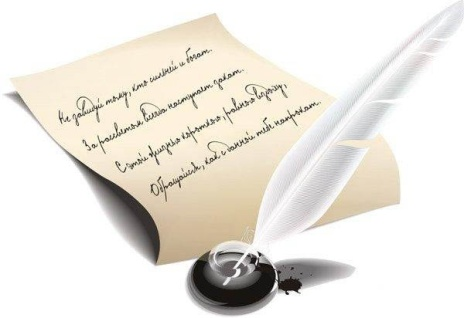 Не завидуй тому, кто сильней и богат.
За рассветом всегда наступает закат.
С этой жизнью короткою, равною вздоху,
Обращайся, как с данной тебе напрокат.